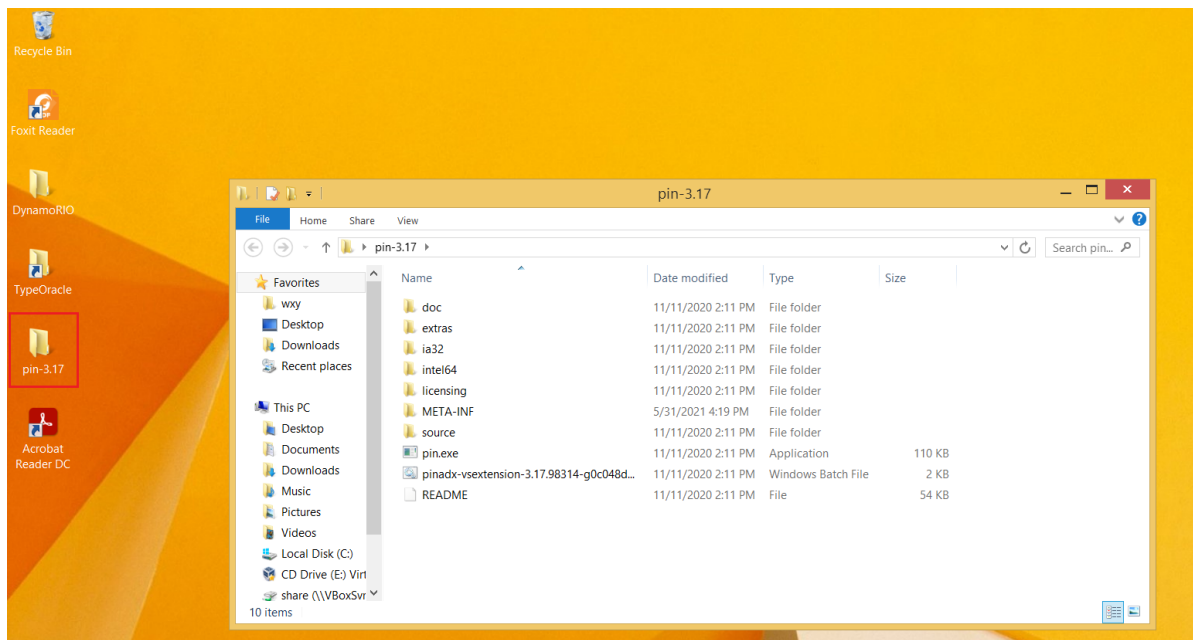 Recycle Bin
Foxit Reader
DynamoRIO
TypeOracle
pin-3.17
Acrobat
Reader DC
pin-3.17
File Home Share View
pin-3.17
Search pin...
Favorites
wxy
Desktop
Downloads
Recent places
This PC
Desktop
Documents
Downloads
Music
Pictures
Videos
Local Disk (C:)
CD Drive (E:) Virt
share (\\VBoxSvr
Name Date modified Type Size
doc 11/11/2020 2:11 PM File folder
extras 11/11/2020 2:11 PM File folder
ia32 11/11/2020 2:11 PM File folder
intel64 11/11/2020 2:11 PM File folder
licensing 11/11/2020 2:11 PM File folder
META-INF 5/31/2021 4:19 PM File folder
source 11/11/2020 2:11 PM File folder
pin.exe 11/11/2020 2:11 PM Application 110 KB
pinadx-vsextension-3.17.98314-g0c048d... 11/11/2020 2:11 PM Windows Batch File 2 KB
README 11/11/2020 2:11 PM File 54 KB
10 items